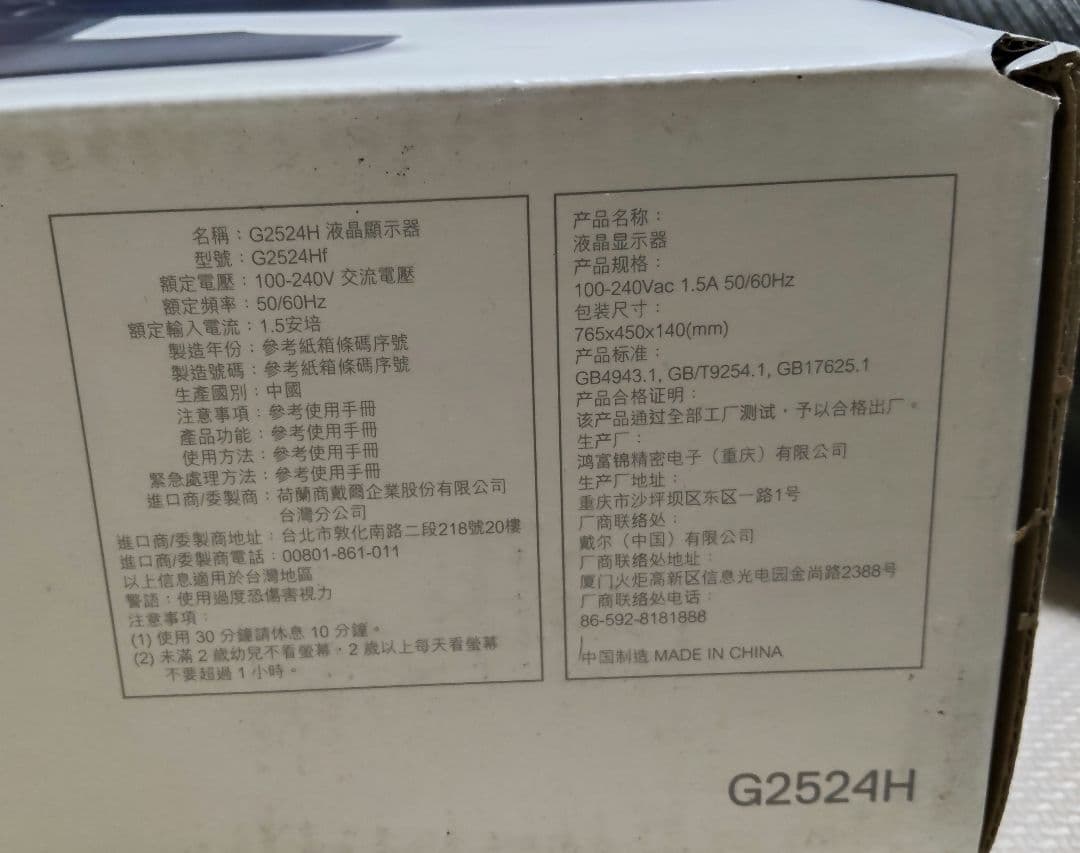 名稱：G2524H 液晶顯示器
型號：G2524Hf
額定電壓：100-240V 交流電壓
額定頻率：50/60Hz
額定輸入電流：1.5安培
製造年份：參考紙箱條碼序號
製造號碼：參考紙箱條碼序號
生產國別：中國
注意事項：參考使用手冊
產品功能：參考使用手冊
使用方法：參考使用手冊
緊急處理方法：參考使用手冊
進口商/委製商：荷蘭商戴爾企業股份有限公司
台灣分公司
進口商/委製商地址：台北市敦化南路二段218號20樓
進口商/委製商電話：00801-861-011
以上信息適用於台灣地區
警語：使用過度恐傷害視力
注意事項：
(1) 使用 30 分鐘請休息 10 分鐘。
(2) 未滿 2 歲幼兒不看螢幕，2 歲以上每天看螢幕
不要超過 1 小時。
产品名称：
液晶显示器
产品规格：
100-240Vac 1.5A 50/60Hz
包装尺寸：
765x450x140(mm)
产品标准：
GB4943.1, GB/T9254.1, GB17625.1
产品合格证明：
该产品通过全部工厂测试，予以合格出厂。
生产厂：
鸿富锦精密电子（重庆）有限公司
生产厂地址：
重庆市沙坪坝区东区一路1号
厂商联络处：
戴尔（中国）有限公司
厂商联络处地址：
厦门火炬高新区信息光电园金尚路2388号
厂商联络处电话：
86-592-8181888
中国制造 MADE IN CHINA
G2524H